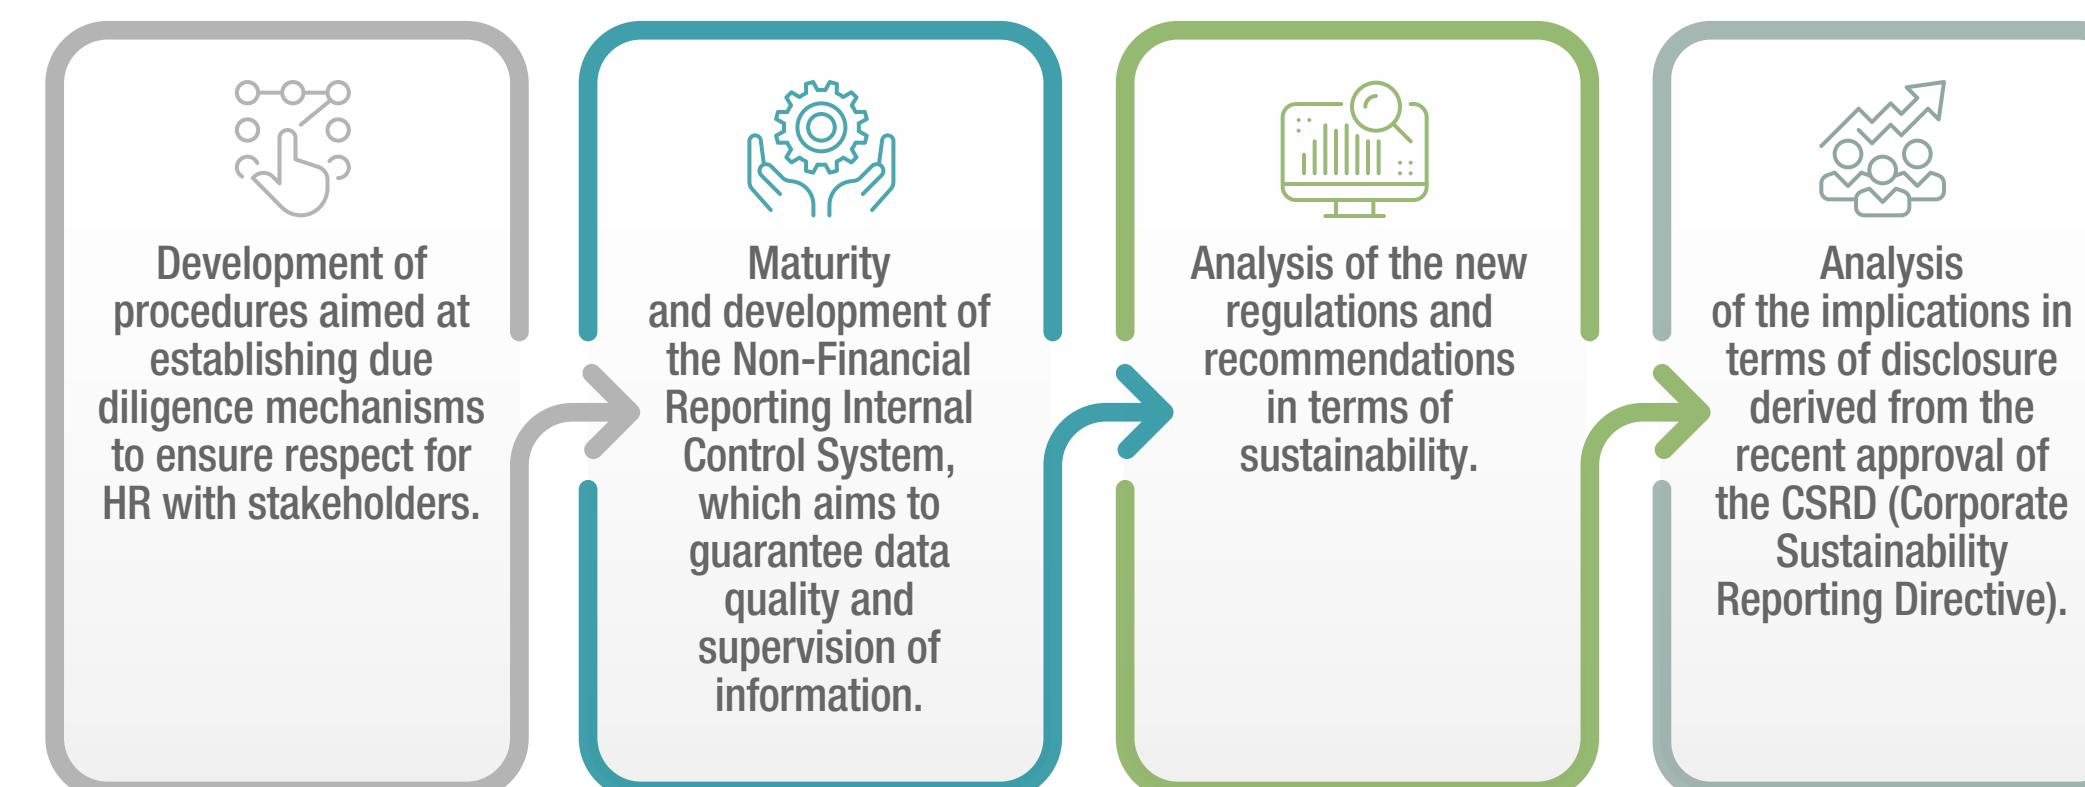 Development of
procedures aimed at
establishing due
diligence mechanisms
to ensure respect for
HR with stakeholders.
Maturity
and development of
the Non-Financial
Reporting Internal
Control System,
which aims to
guarantee data
quality and
supervision of
information.
Analysis of the new
regulations and
recommendations
in terms of
sustainability.
Analysis
of the implications in
terms of disclosure
derived from the
recent approval of
the CSRD (Corporate
Sustainability
Reporting Directive).